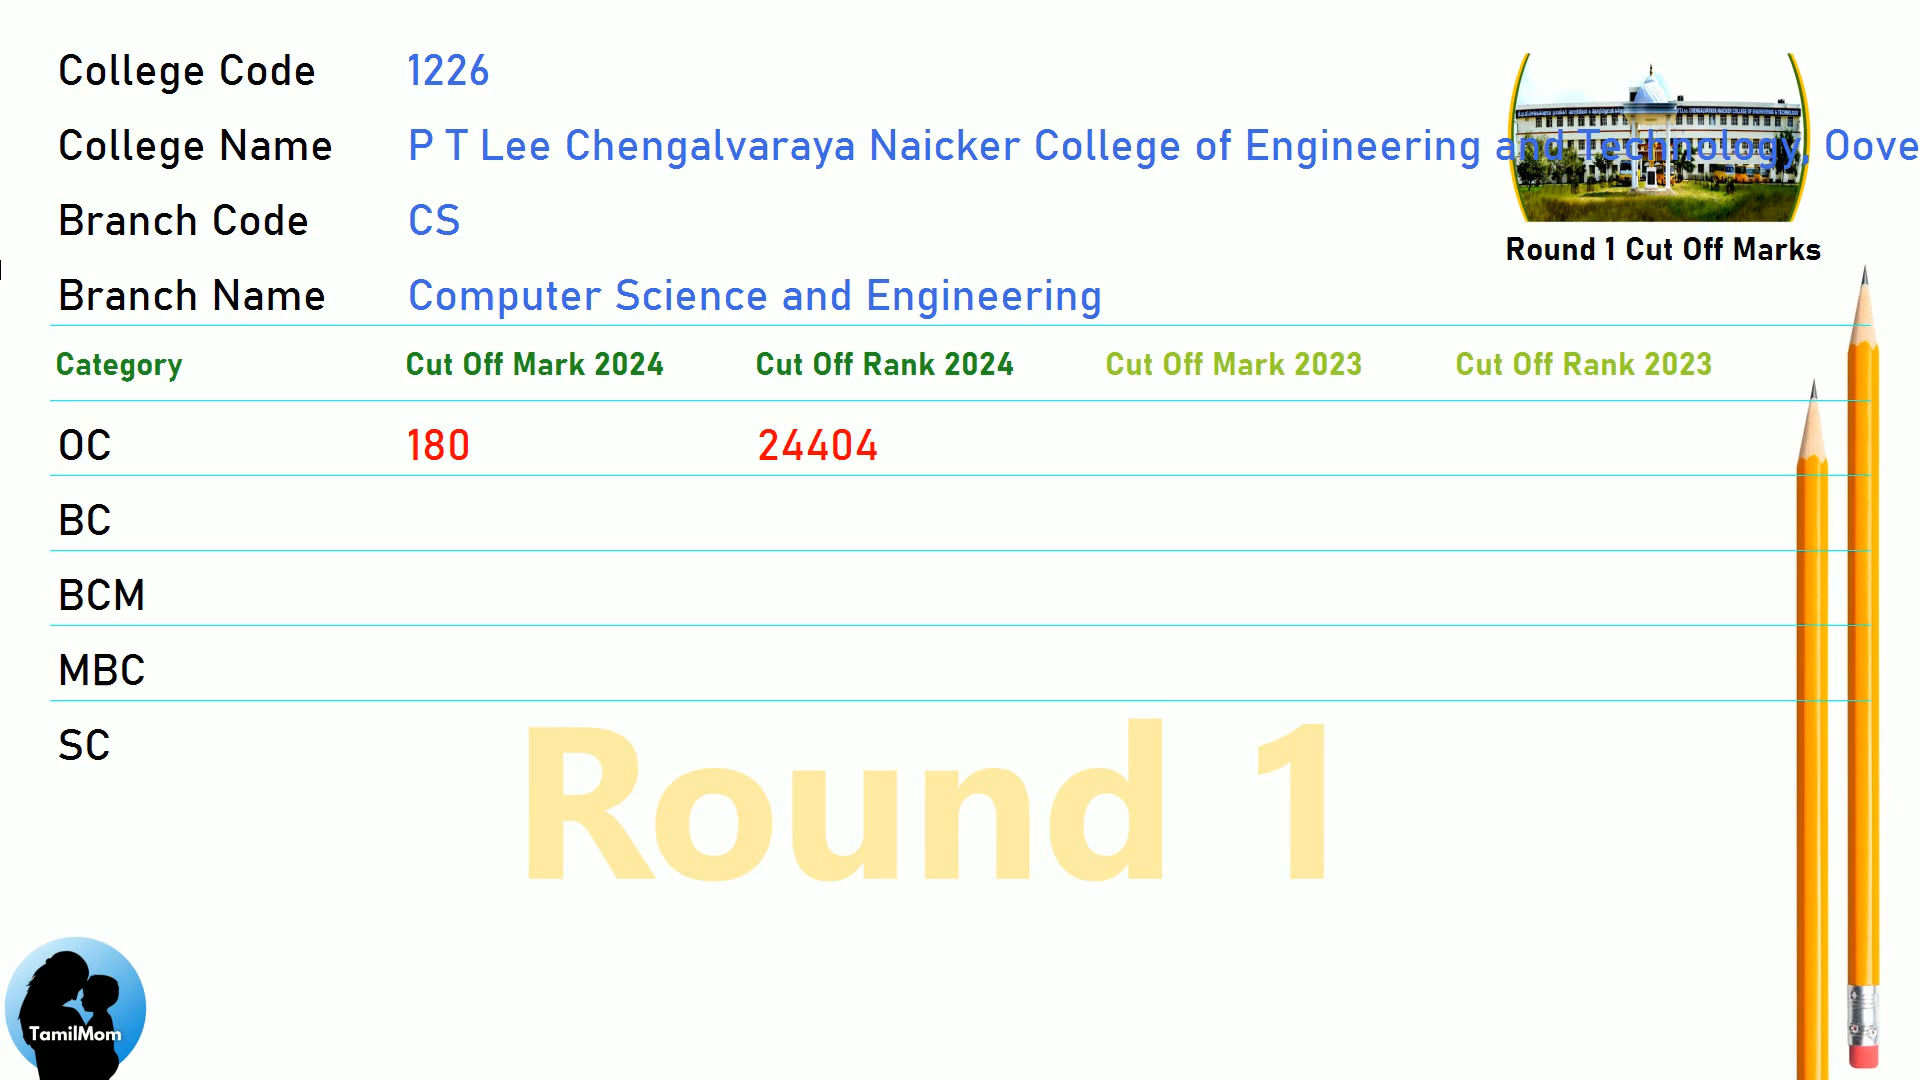 College Code 1226
College Name P T Lee Chengalvaraya Naicker College of Engineering and Technology, Oove
Branch Code CS
Round 1 Cut Off Marks
Branch Name Computer Science and Engineering
Category Cut Off Mark 2024 Cut Off Rank 2024 Cut Off Mark 2023 Cut Off Rank 2023
OC 180 24404
BC
BCM
MBC
SC
Round 1
TamilMom